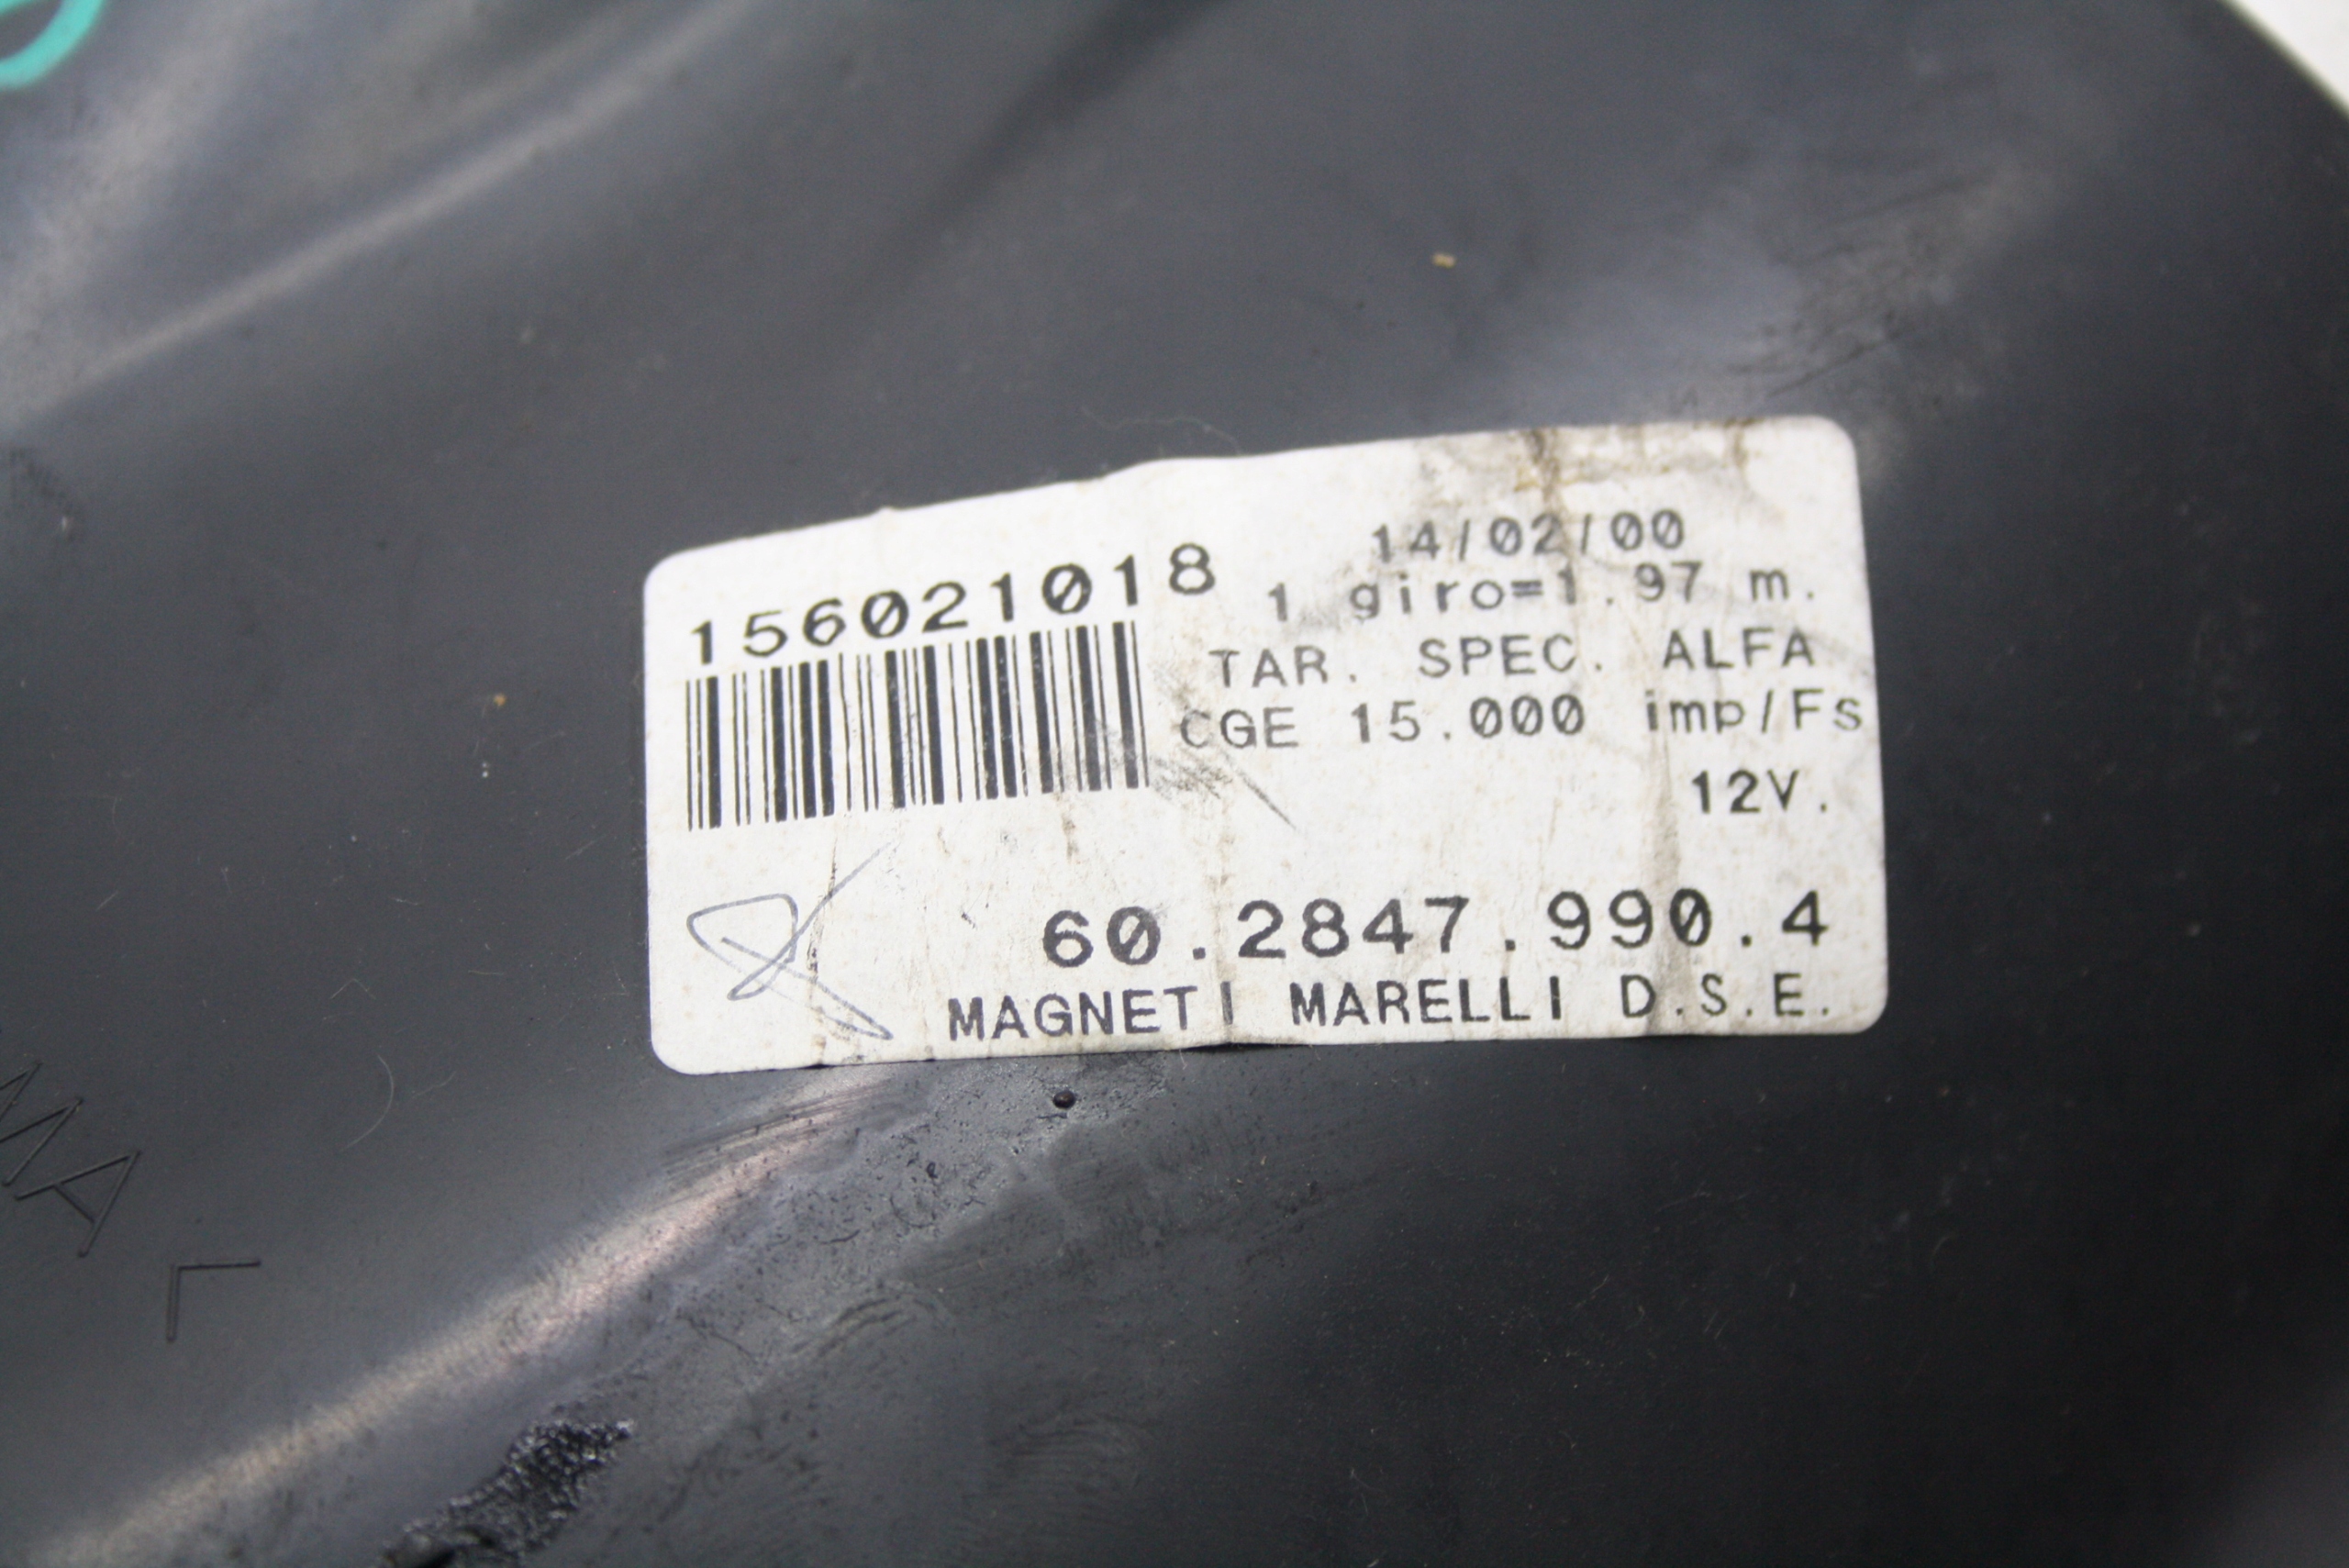 156021018
14/02/00
1 giro=1.97 m.
TAR. SPEC. ALFA
CGE 15.000 imp/Fs
12V.
60.2847.990.4
MAGNETI MARELLI D.S.E.